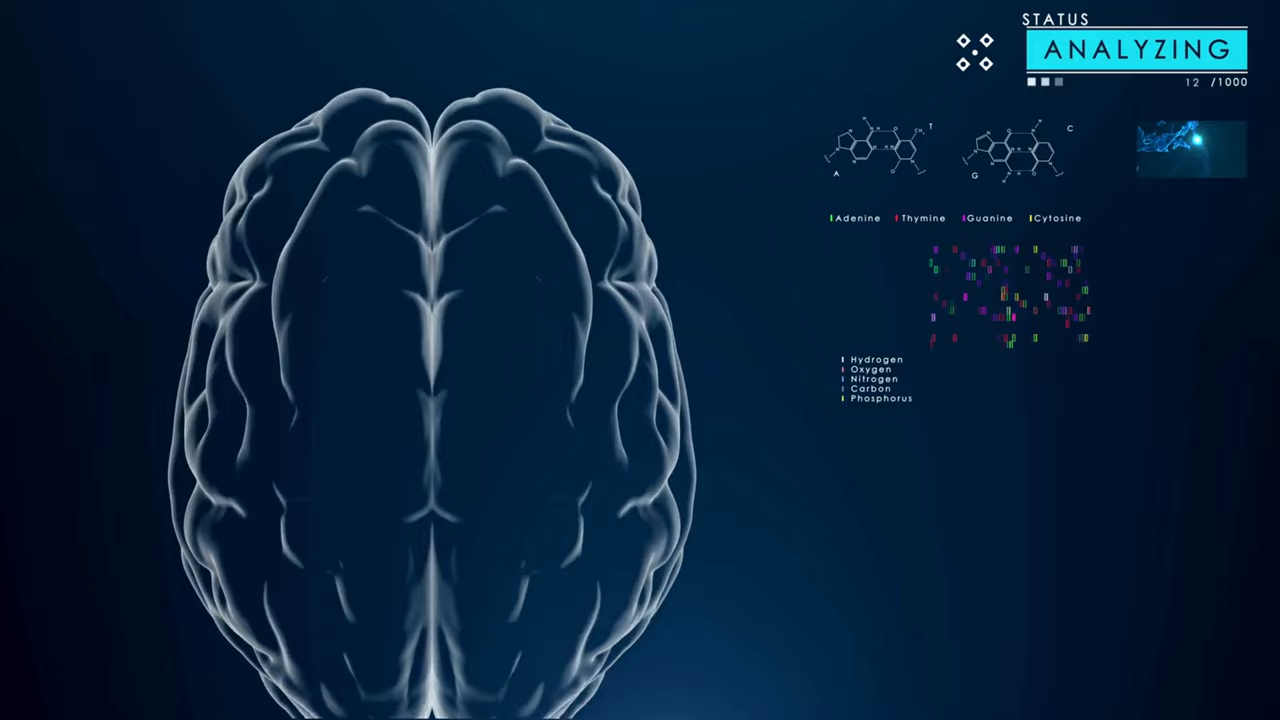 STATUS
ANALYZING
12 /1000
T
C
A
G
Adenine Thymine Guanine Cytosine
Hydrogen
Oxygen
Nitrogen
Carbon
Phosphorus